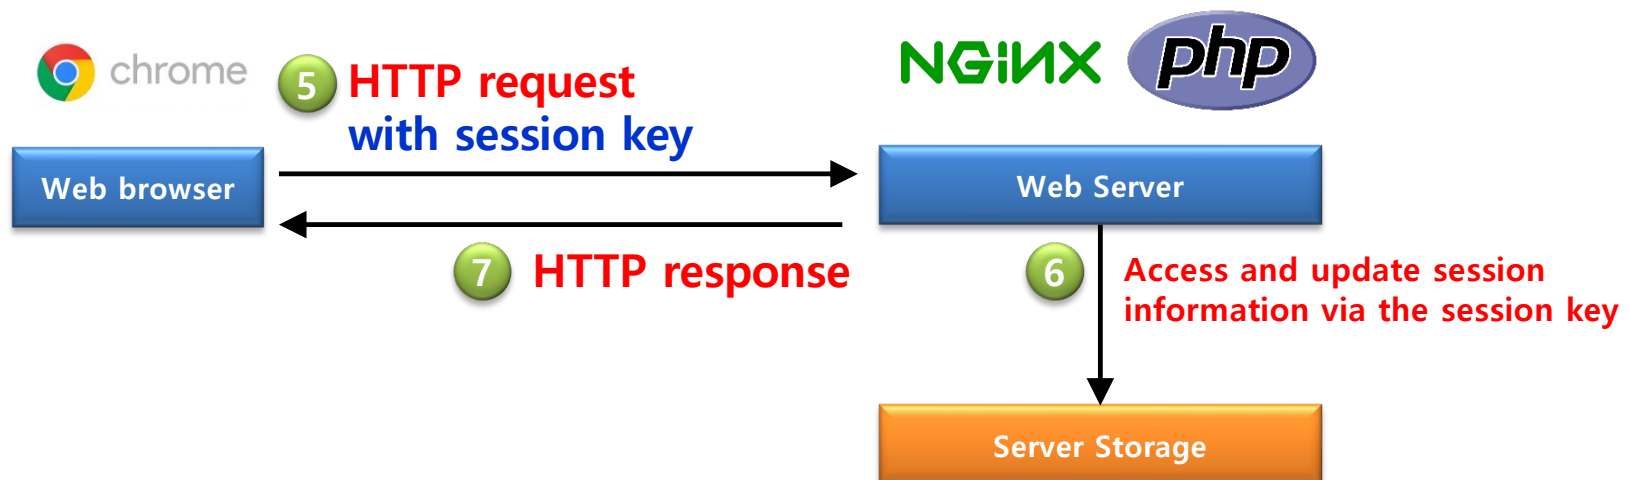 chrome
NGiNX
php
5
HTTP request
with session key
Web browser
Web Server
7
HTTP response
6
Access and update session
information via the session key
Server Storage